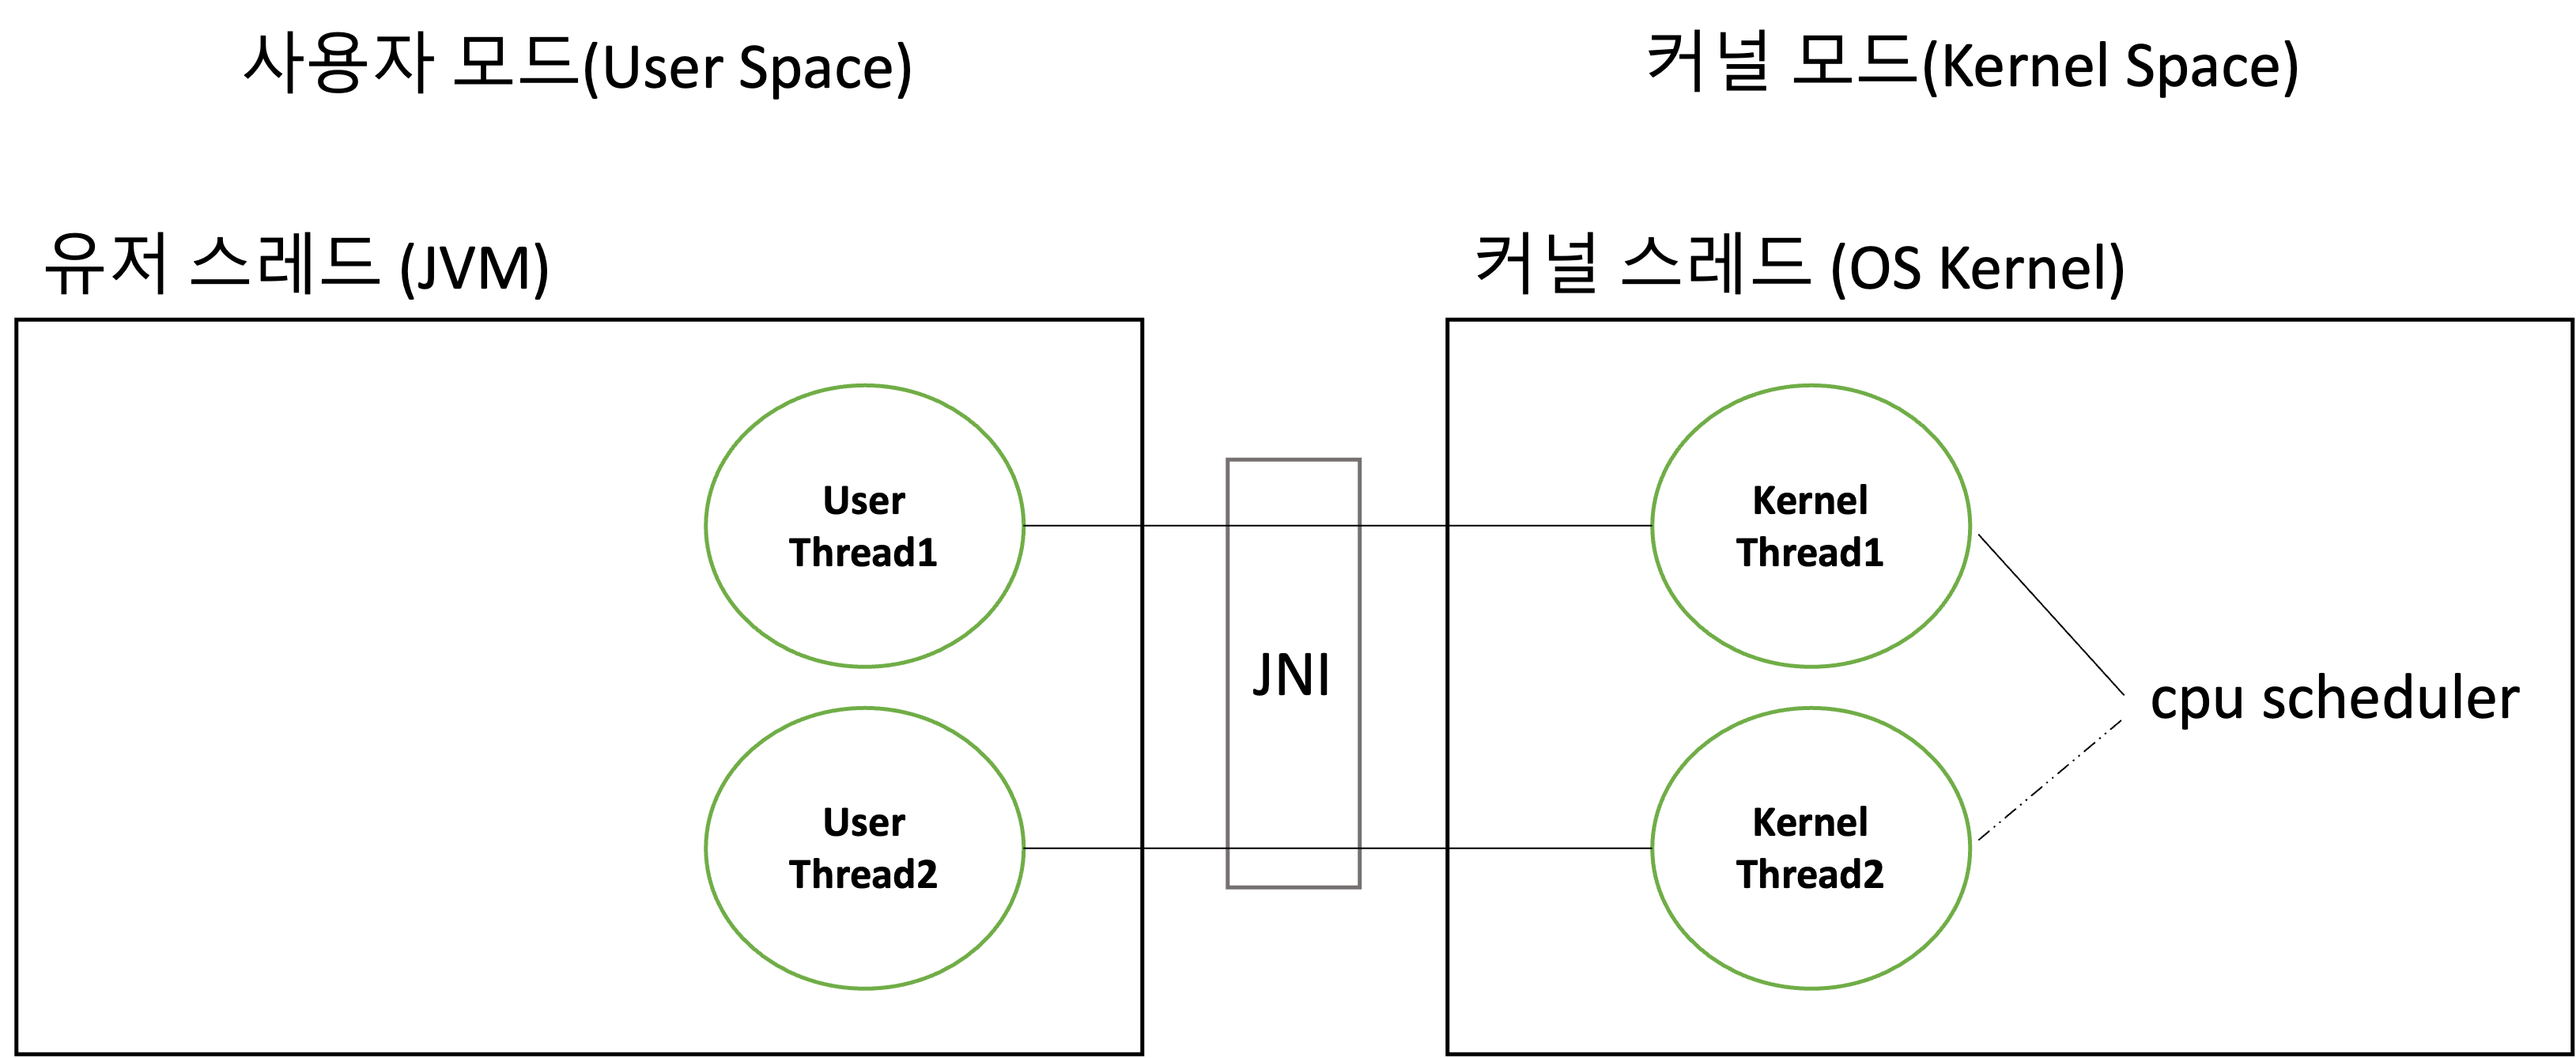 사용자 모드(User Space)
커널 모드(Kernel Space)
유저 스레드 (JVM)
커널 스레드 (OS Kernel)
User
Thread1
Kernel
Thread1
JNI
cpu scheduler
User
Thread2
Kernel
Thread2